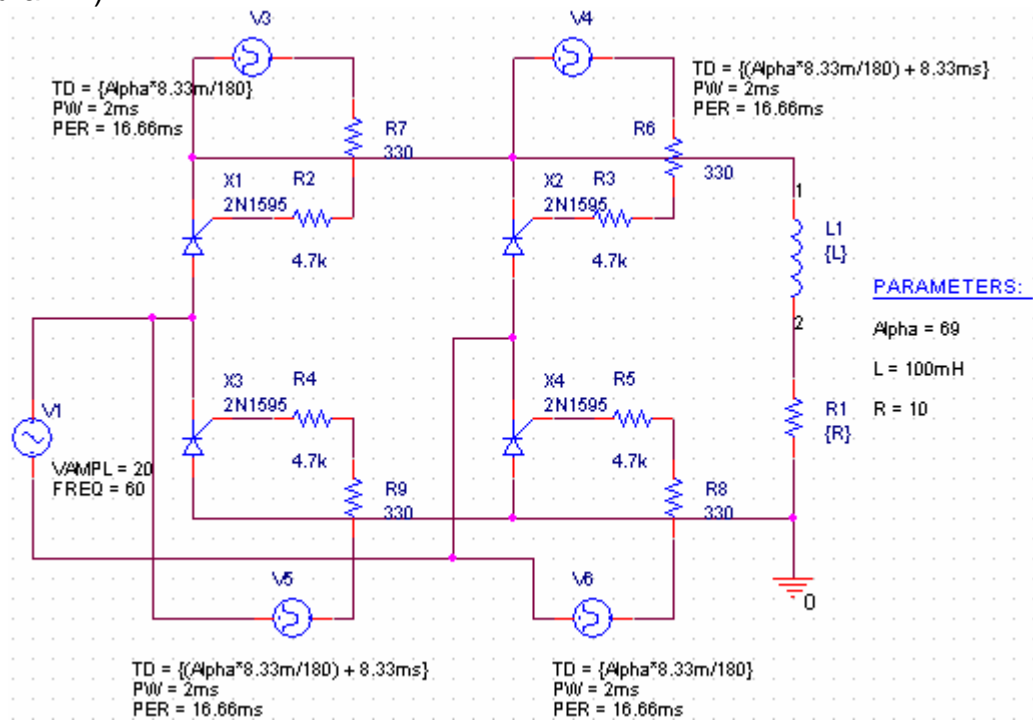 V3
V4
TD = {Alpha*8.33m/180}
PW = 2ms
PER = 16.66ms
TD = {(Alpha*8.33m/180) + 8.33ms}
PW = 2ms
PER = 16.66ms
R7
330
R6
330
X1
2N1595
R2
4.7k
X2
2N1595
R3
4.7k
1
L1
{L}
2
PARAMETERS:
Alpha = 69
L = 100mH
R = 10
X3
2N1595
R4
4.7k
X4
2N1595
R5
4.7k
R1
{R}
V1
VAMPL = 20
FREQ = 60
R9
330
R8
330
V5
V6
0
TD = {(Alpha*8.33m/180) + 8.33ms}
PW = 2ms
PER = 16.66ms
TD = {Alpha*8.33m/180}
PW = 2ms
PER = 16.66ms